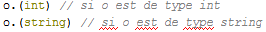 o.(int) // si o est de type int
o.(string) // si o est de type string